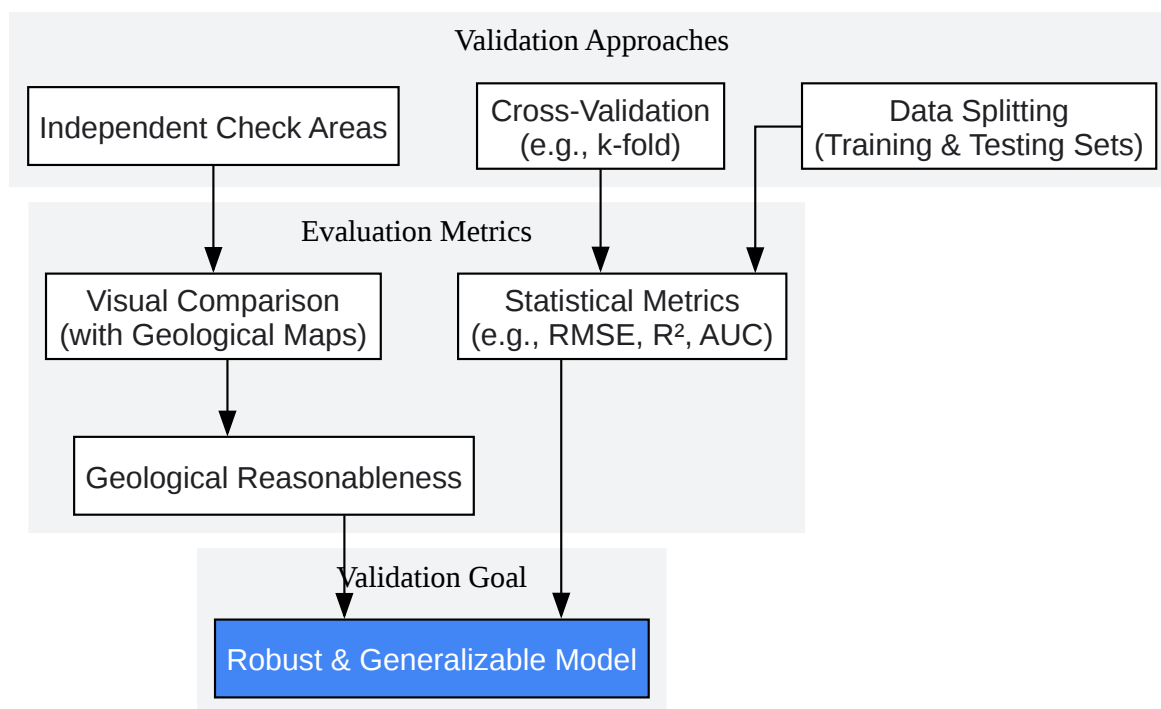 Validation Approaches
Independent Check Areas
Cross-Validation
(e.g., k-fold)
Data Splitting
(Training & Testing Sets)
Evaluation Metrics
Visual Comparison
(with Geological Maps)
Statistical Metrics
(e.g., RMSE, R², AUC)
Geological Reasonableness
Validation Goal
Robust & Generalizable Model